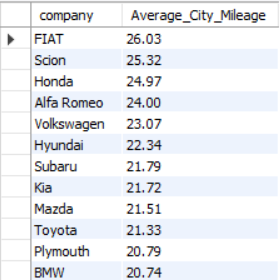 company Average_City_Mileage
FIAT 26.03
Scion 25.32
Honda 24.97
Alfa Romeo 24.00
Volkswagen 23.07
Hyundai 22.34
Subaru 21.79
Kia 21.72
Mazda 21.51
Toyota 21.33
Plymouth 20.79
BMW 20.74